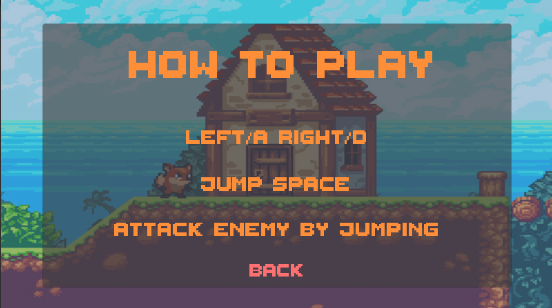 HOW TO PLAY
LEFT/A RIGHT/D
JUMP SPACE
ATTACK ENEMY BY JUMPING
BACK